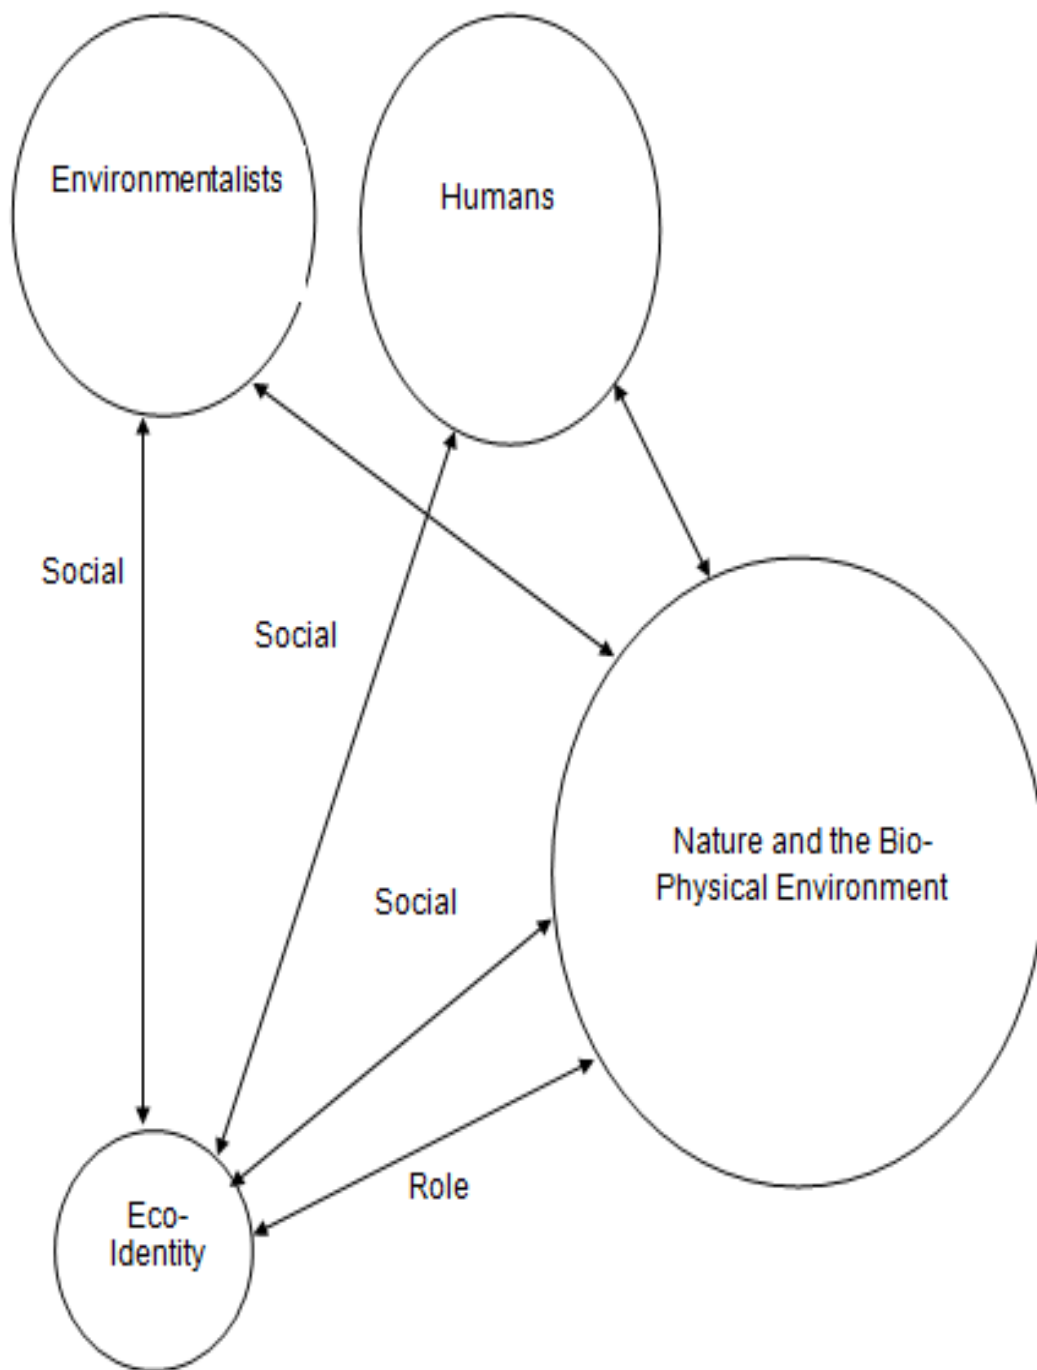 Environmentalists
Humans
Social
Social
Nature and the Bio-
Physical Environment
Social
Role
Eco-
Identity